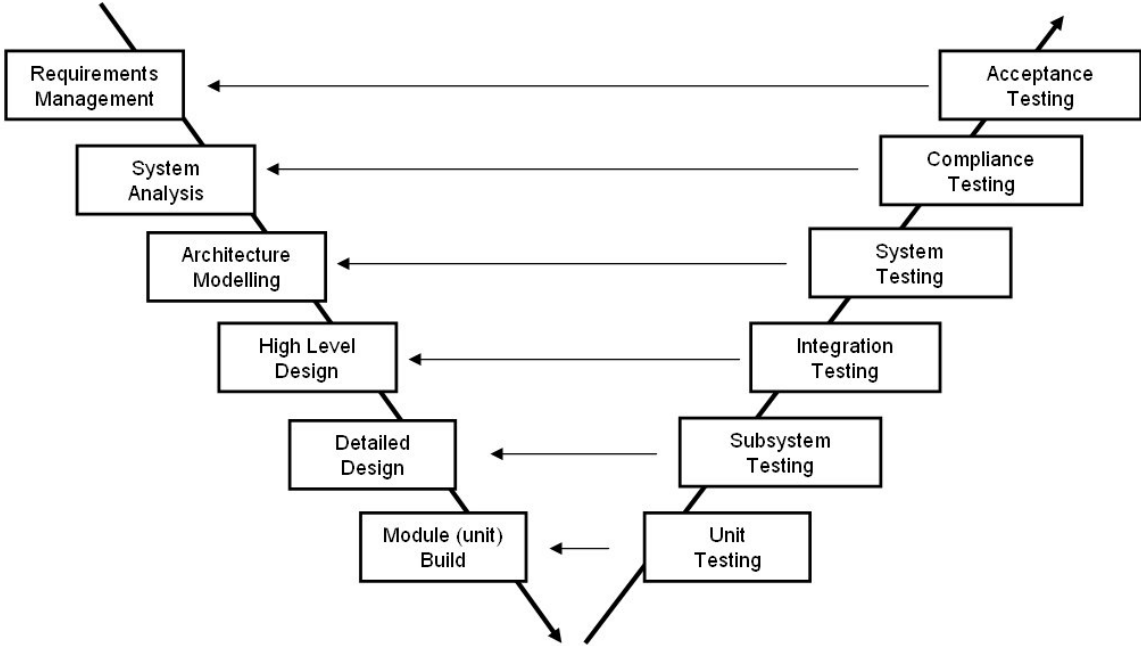 Requirements
Management
Acceptance
Testing
System
Analysis
Compliance
Testing
Architecture
Modelling
System
Testing
High Level
Design
Integration
Testing
Detailed
Design
Subsystem
Testing
Module (unit)
Build
Unit
Testing